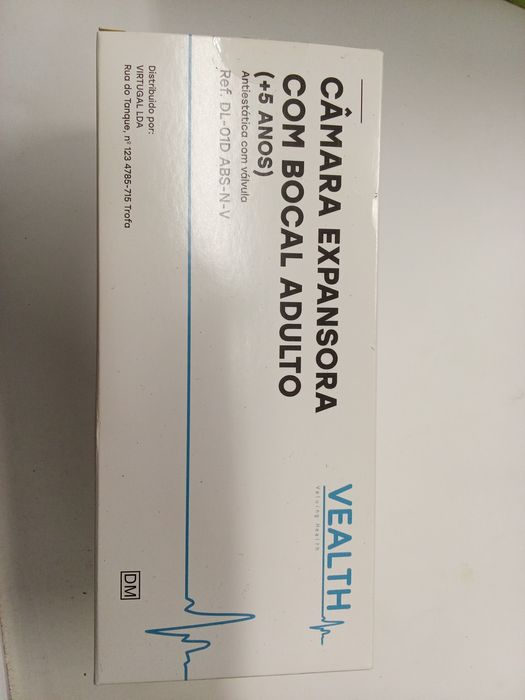 CÂMARA EXPANSORA
COM BOCAL ADULTO
(+5 ANOS)
Antiestática com válvula
Ref. DL-01D ABS-N-V
Distribuído por:
VIRTUGAL LDA
Rua do Tanque, nº 123 4785-715 Trofa
VEALTH
Valuing Health
DM